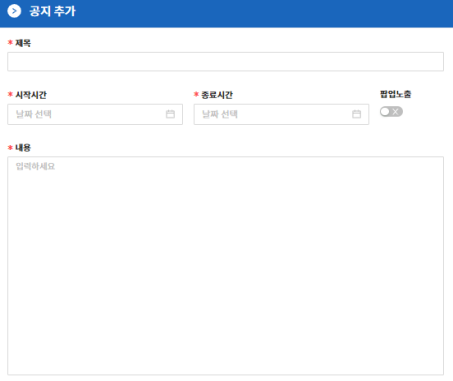 공지 추가
* 제목
* 시작시간 * 종료시간 팝업노출
날짜 선택 날짜 선택
* 내용
입력하세요